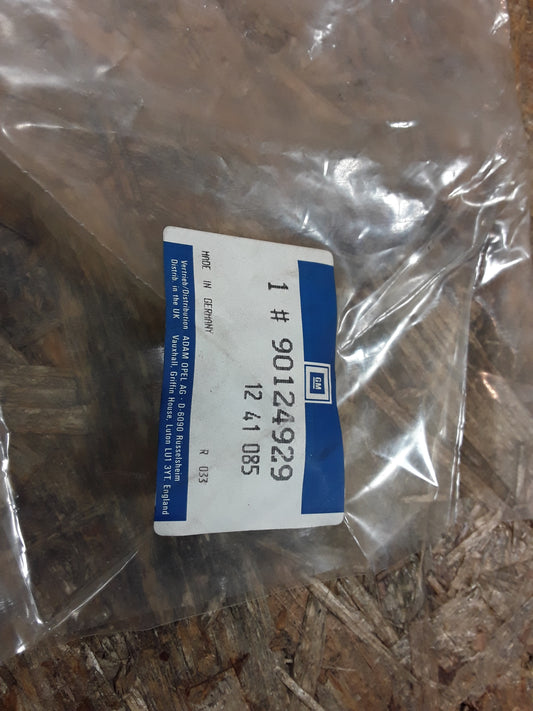 GM
1 # 90124929
12 41 085
MADE IN GERMANY
R 033
Vertrieb/Distribution ADAM OPEL AG - D 6090 Russelsheim
Distrib. in the UK Vauxhall, Griffin House, Luton LU1 3YT, England